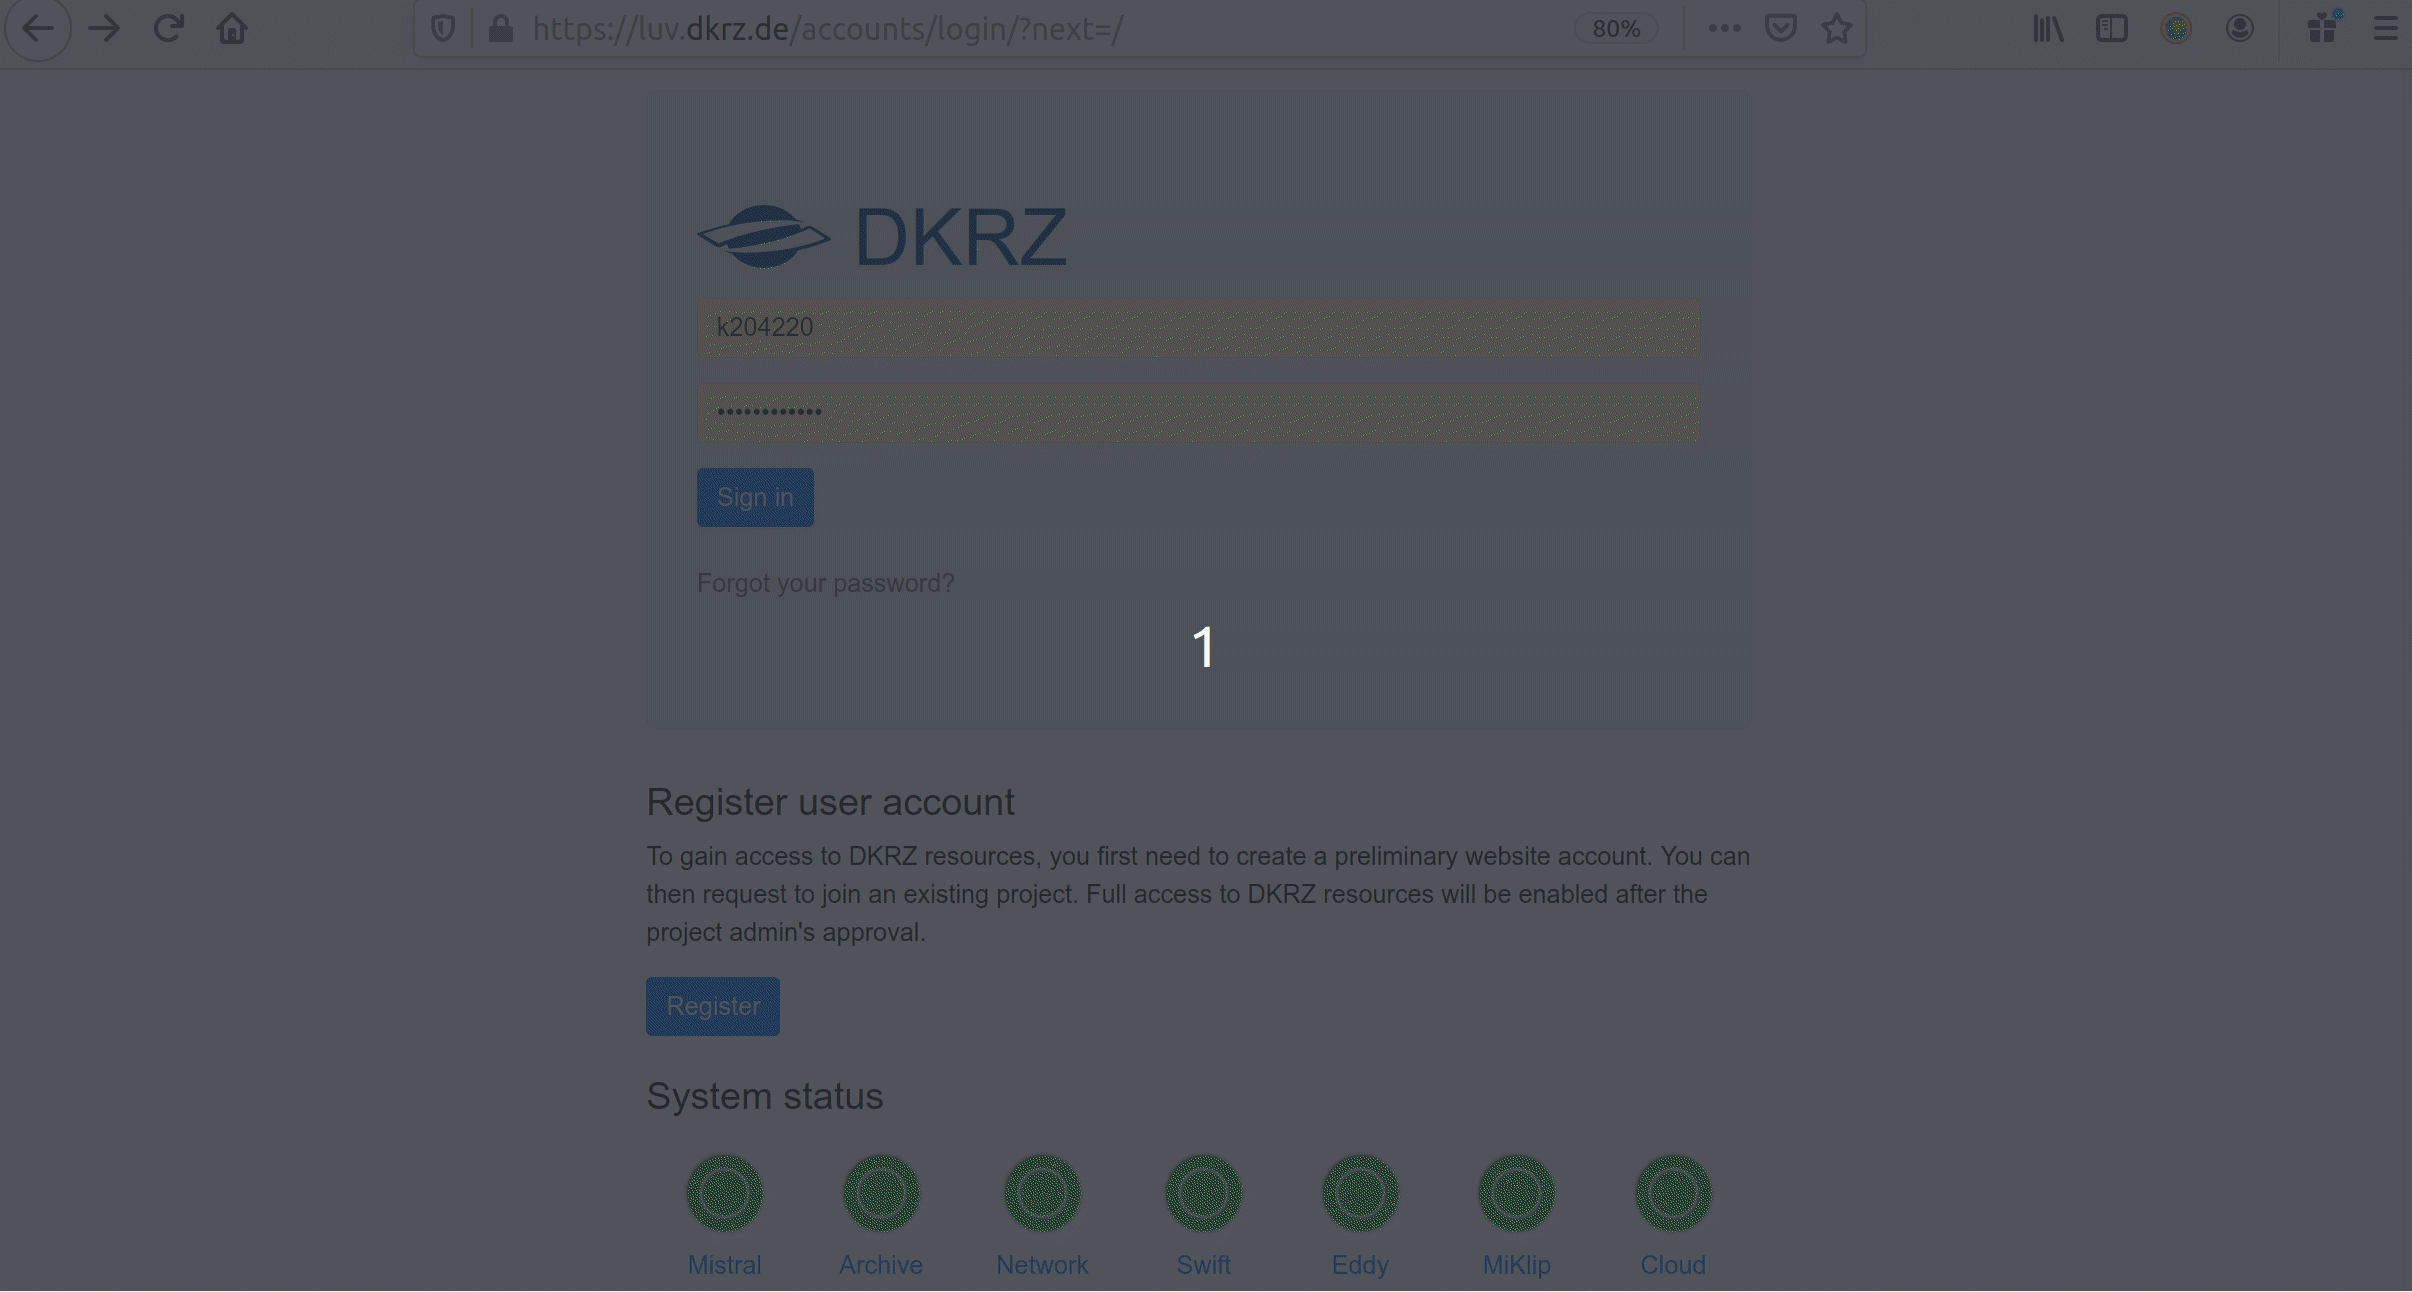 https://luv.dkrz.de/accounts/login/?next=/
80%
DKRZ
k204220
••••••••••••
Sign in
Forgot your password?
1
Register user account
To gain access to DKRZ resources, you first need to create a preliminary website account. You can
then request to join an existing project. Full access to DKRZ resources will be enabled after the
project admin's approval.
Register
System status
Mistral
Archive
Network
Swift
Eddy
MiKlip
Cloud